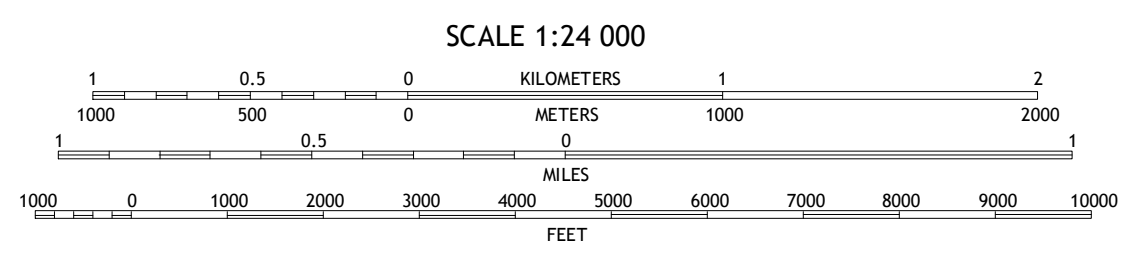 SCALE 1:24 000
1 0.5 0 KILOMETERS 1 2
1000 500 0 METERS 1000 2000
1 0.5 0 1
MILES
1000 0 1000 2000 3000 4000 5000 6000 7000 8000 9000 10000
FEET